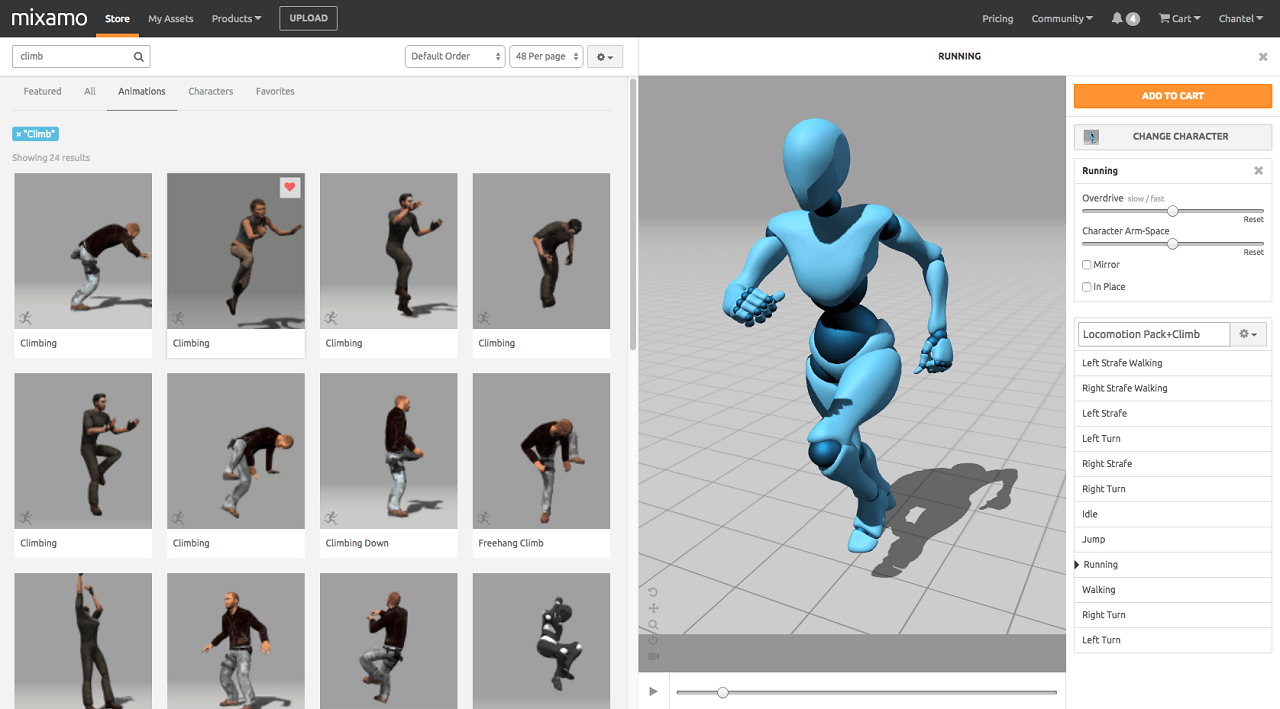 mixamo Store My Assets Products UPLOAD Pricing Community 4 Cart Chantel
climb Default Order 48 Per page RUNNING
Featured All Animations Characters Favorites
× "Climb"
Showing 24 results
Climbing Climbing Climbing Climbing
Climbing Climbing Climbing Down Freehang Climb
ADD TO CART
CHANGE CHARACTER
Running
Overdrive slow / fast
Reset
Character Arm-Space
Reset
Mirror
In Place
Locomotion Pack+Climb
Left Strafe Walking
Right Strafe Walking
Left Strafe
Left Turn
Right Strafe
Right Turn
Idle
Jump
Running
Walking
Right Turn
Left Turn